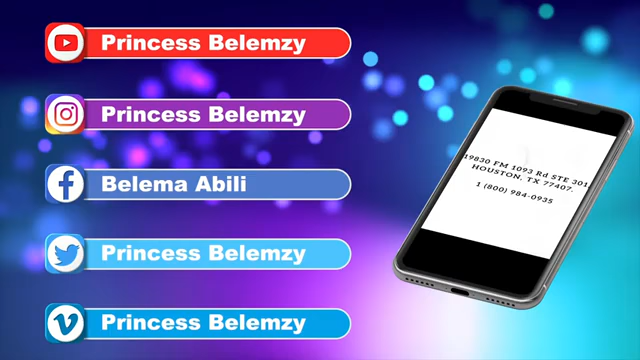 Princess Belemzy
Princess Belemzy
Belema Abili
Princess Belemzy
Princess Belemzy
19830 FM 1093 Rd STE 301
HOUSTON, TX 77407.
1 (800) 984-0935